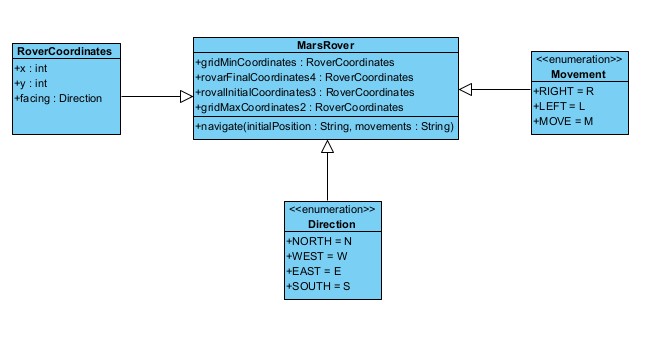 RoverCoordinates
+x : int
+y : int
+facing : Direction
MarsRover
+gridMinCoordinates : RoverCoordinates
+rovarFinalCoordinates4 : RoverCoordinates
+rovalInitialCoordinates3 : RoverCoordinates
+gridMaxCoordinates2 : RoverCoordinates
+navigate(initialPosition : String, movements : String)
<<enumeration>>
Movement
+RIGHT = R
+LEFT = L
+MOVE = M
<<enumeration>>
Direction
+NORTH = N
+WEST = W
+EAST = E
+SOUTH = S